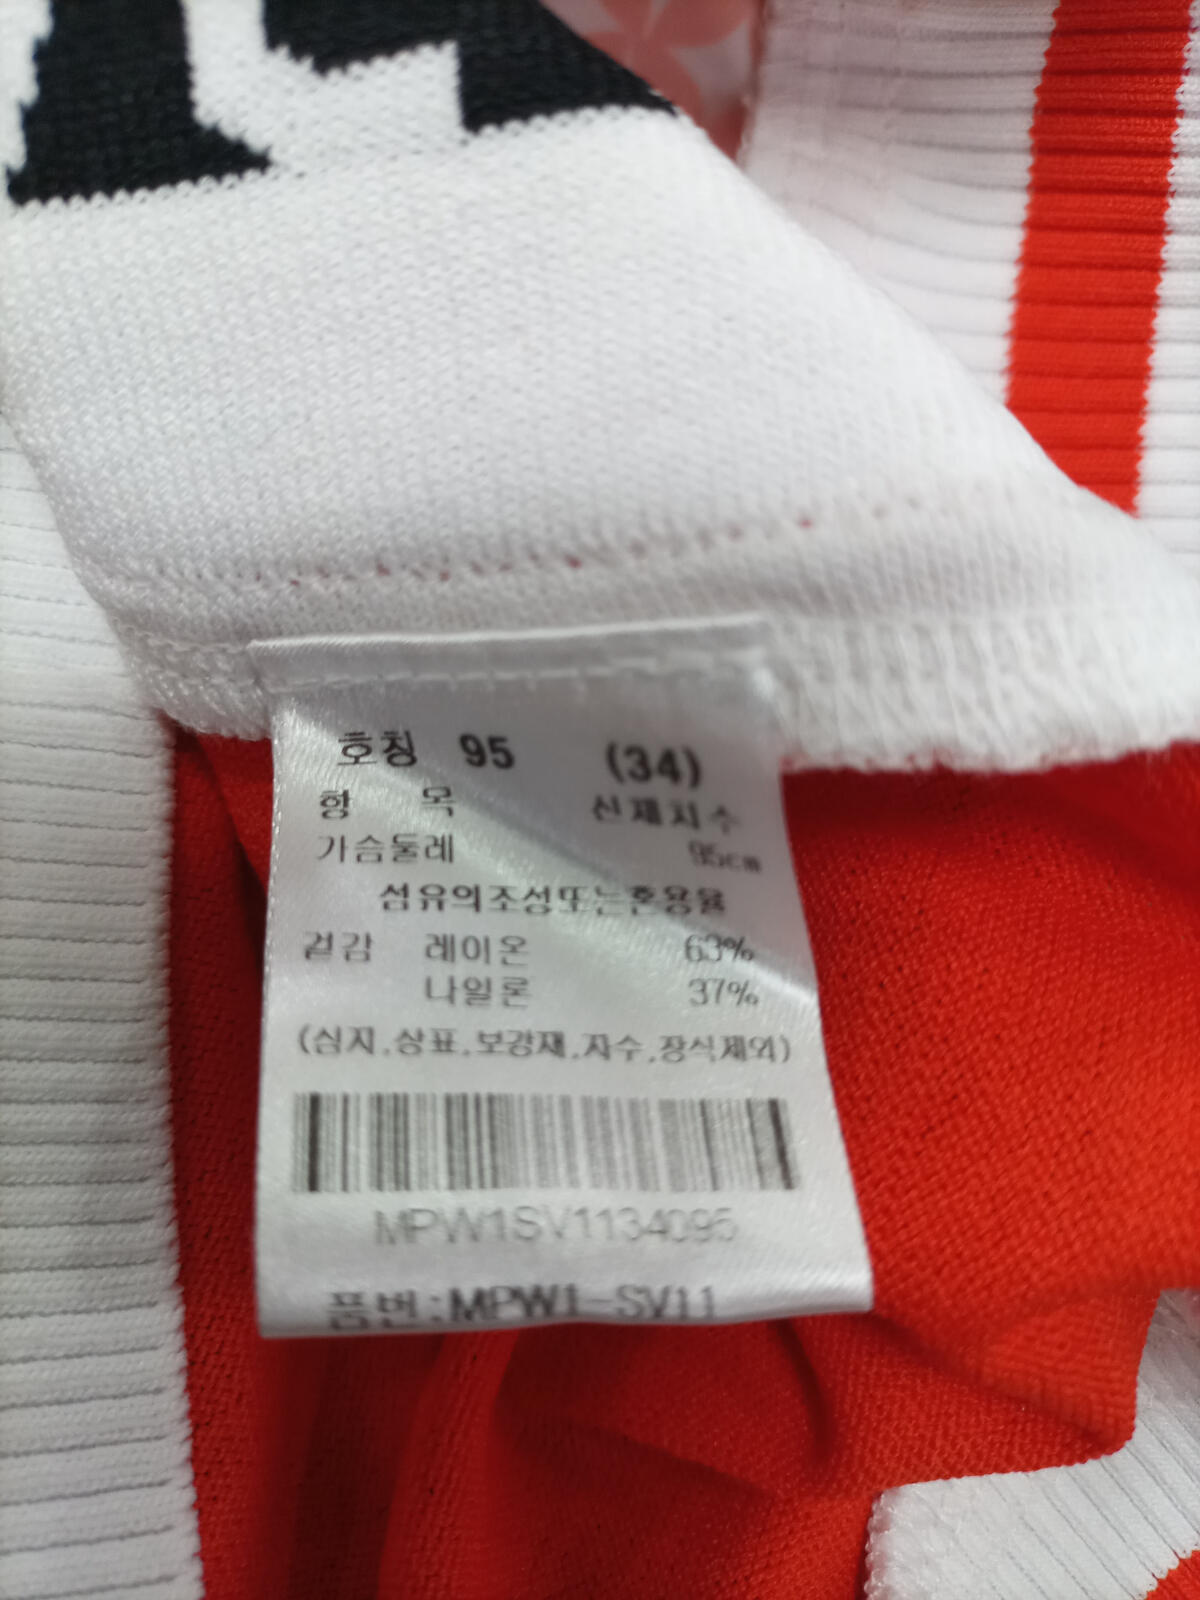 호칭 95 (34)
항 목 신체치수
가슴둘레 95cm
섬유의조성또는혼용율
겉감 레이온 63%
나일론 37%
(심지,상표,보강재,자수,장식제외)
MPW1SV1134095
품번:MPW1-SV11